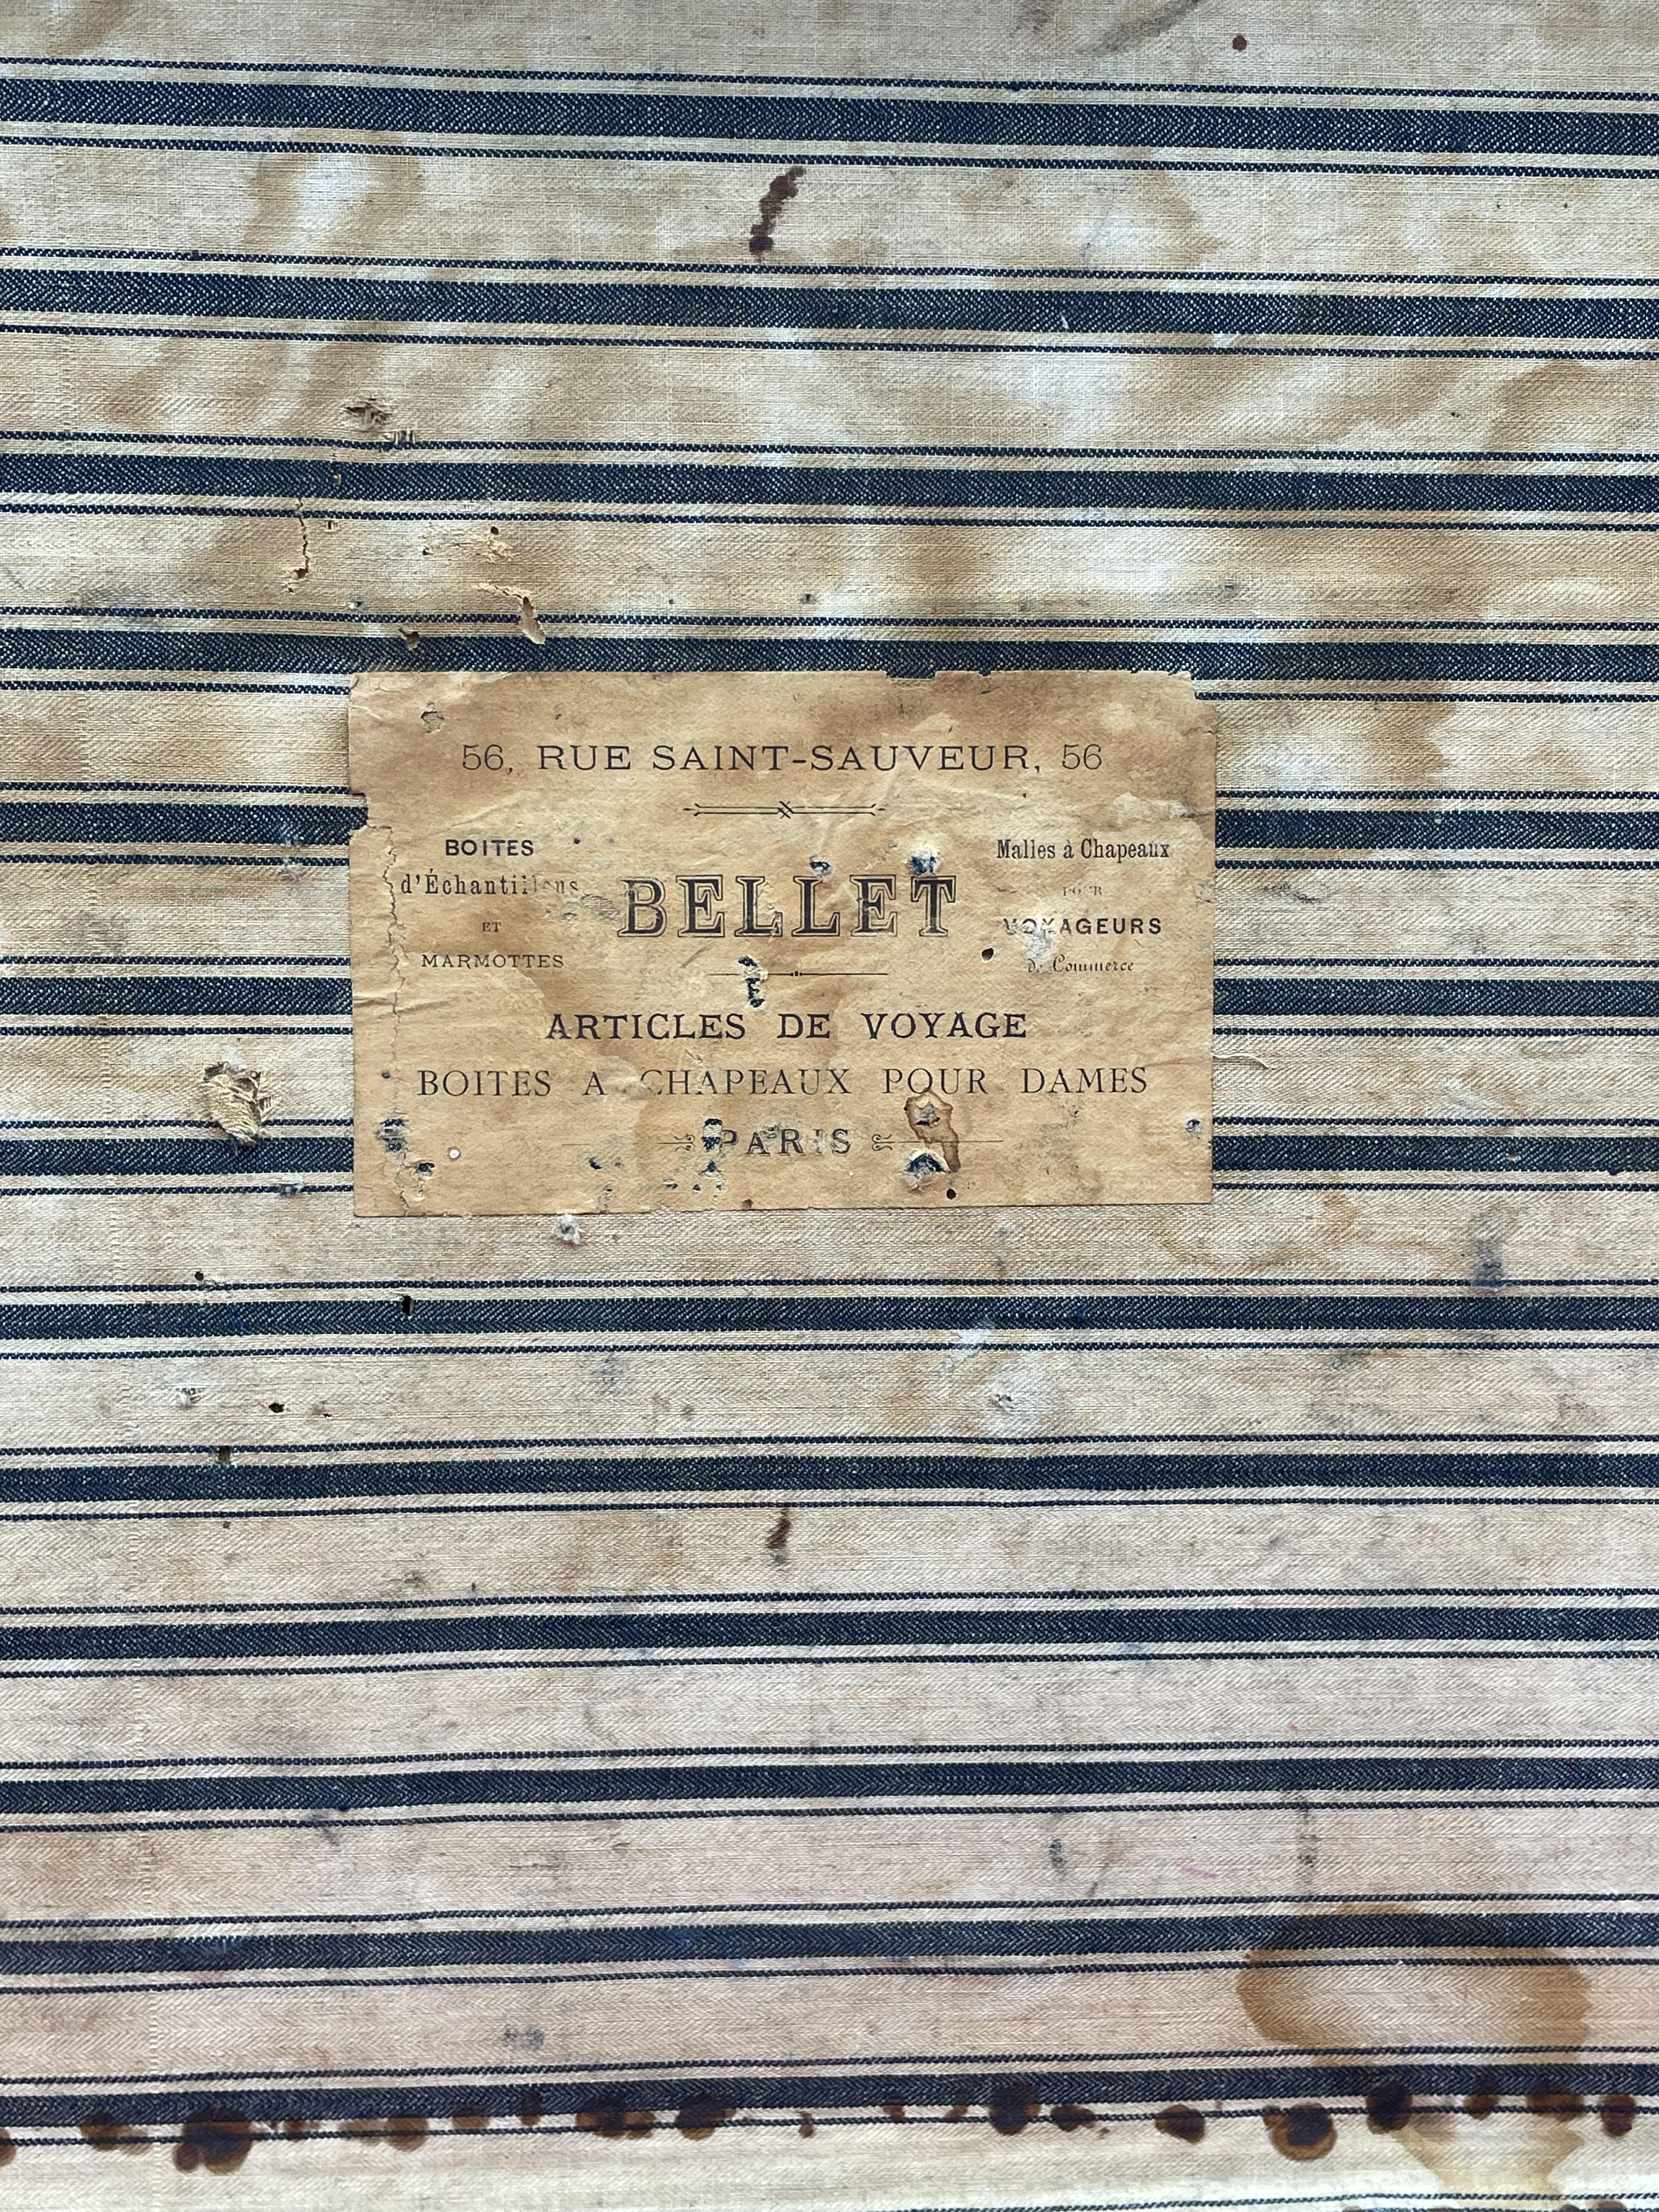 56, RUE SAINT-SAUVEUR, 56
BOITES
d'Échantillons
ET
MARMOTTES
BELLET
Malles à Chapeaux
POUR
VOYAGEURS
de Commerce
ARTICLES DE VOYAGE
BOITES A CHAPEAUX POUR DAMES
PARIS